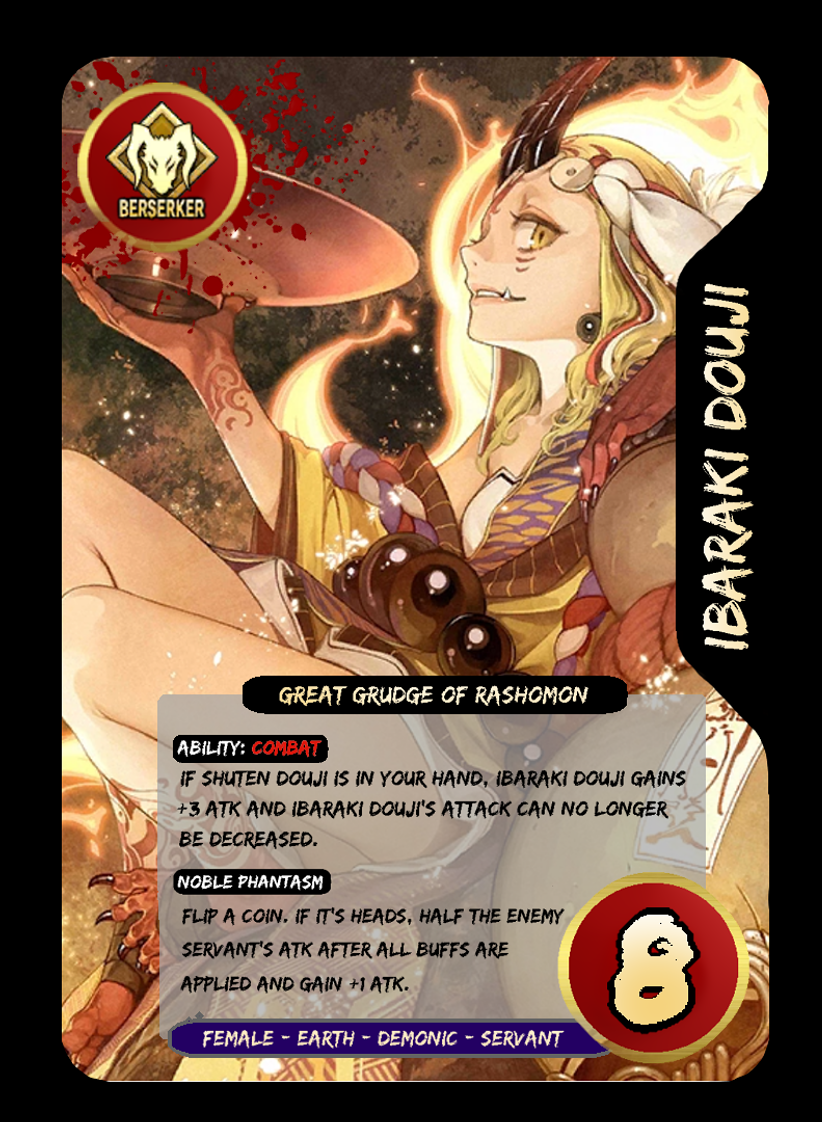 BERSERKER
IBARAKI DOUJI
GREAT GRUDGE OF RASHOMON
ABILITY: COMBAT
IF SHUTEN DOUJI IS IN YOUR HAND, IBARAKI DOUJI GAINS
+3 ATK AND IBARAKI DOUJI'S ATTACK CAN NO LONGER
BE DECREASED.
NOBLE PHANTASM
FLIP A COIN. IF IT'S HEADS, HALF THE ENEMY
SERVANT'S ATK AFTER ALL BUFFS ARE
APPLIED AND GAIN +1 ATK.
8
FEMALE - EARTH - DEMONIC - SERVANT